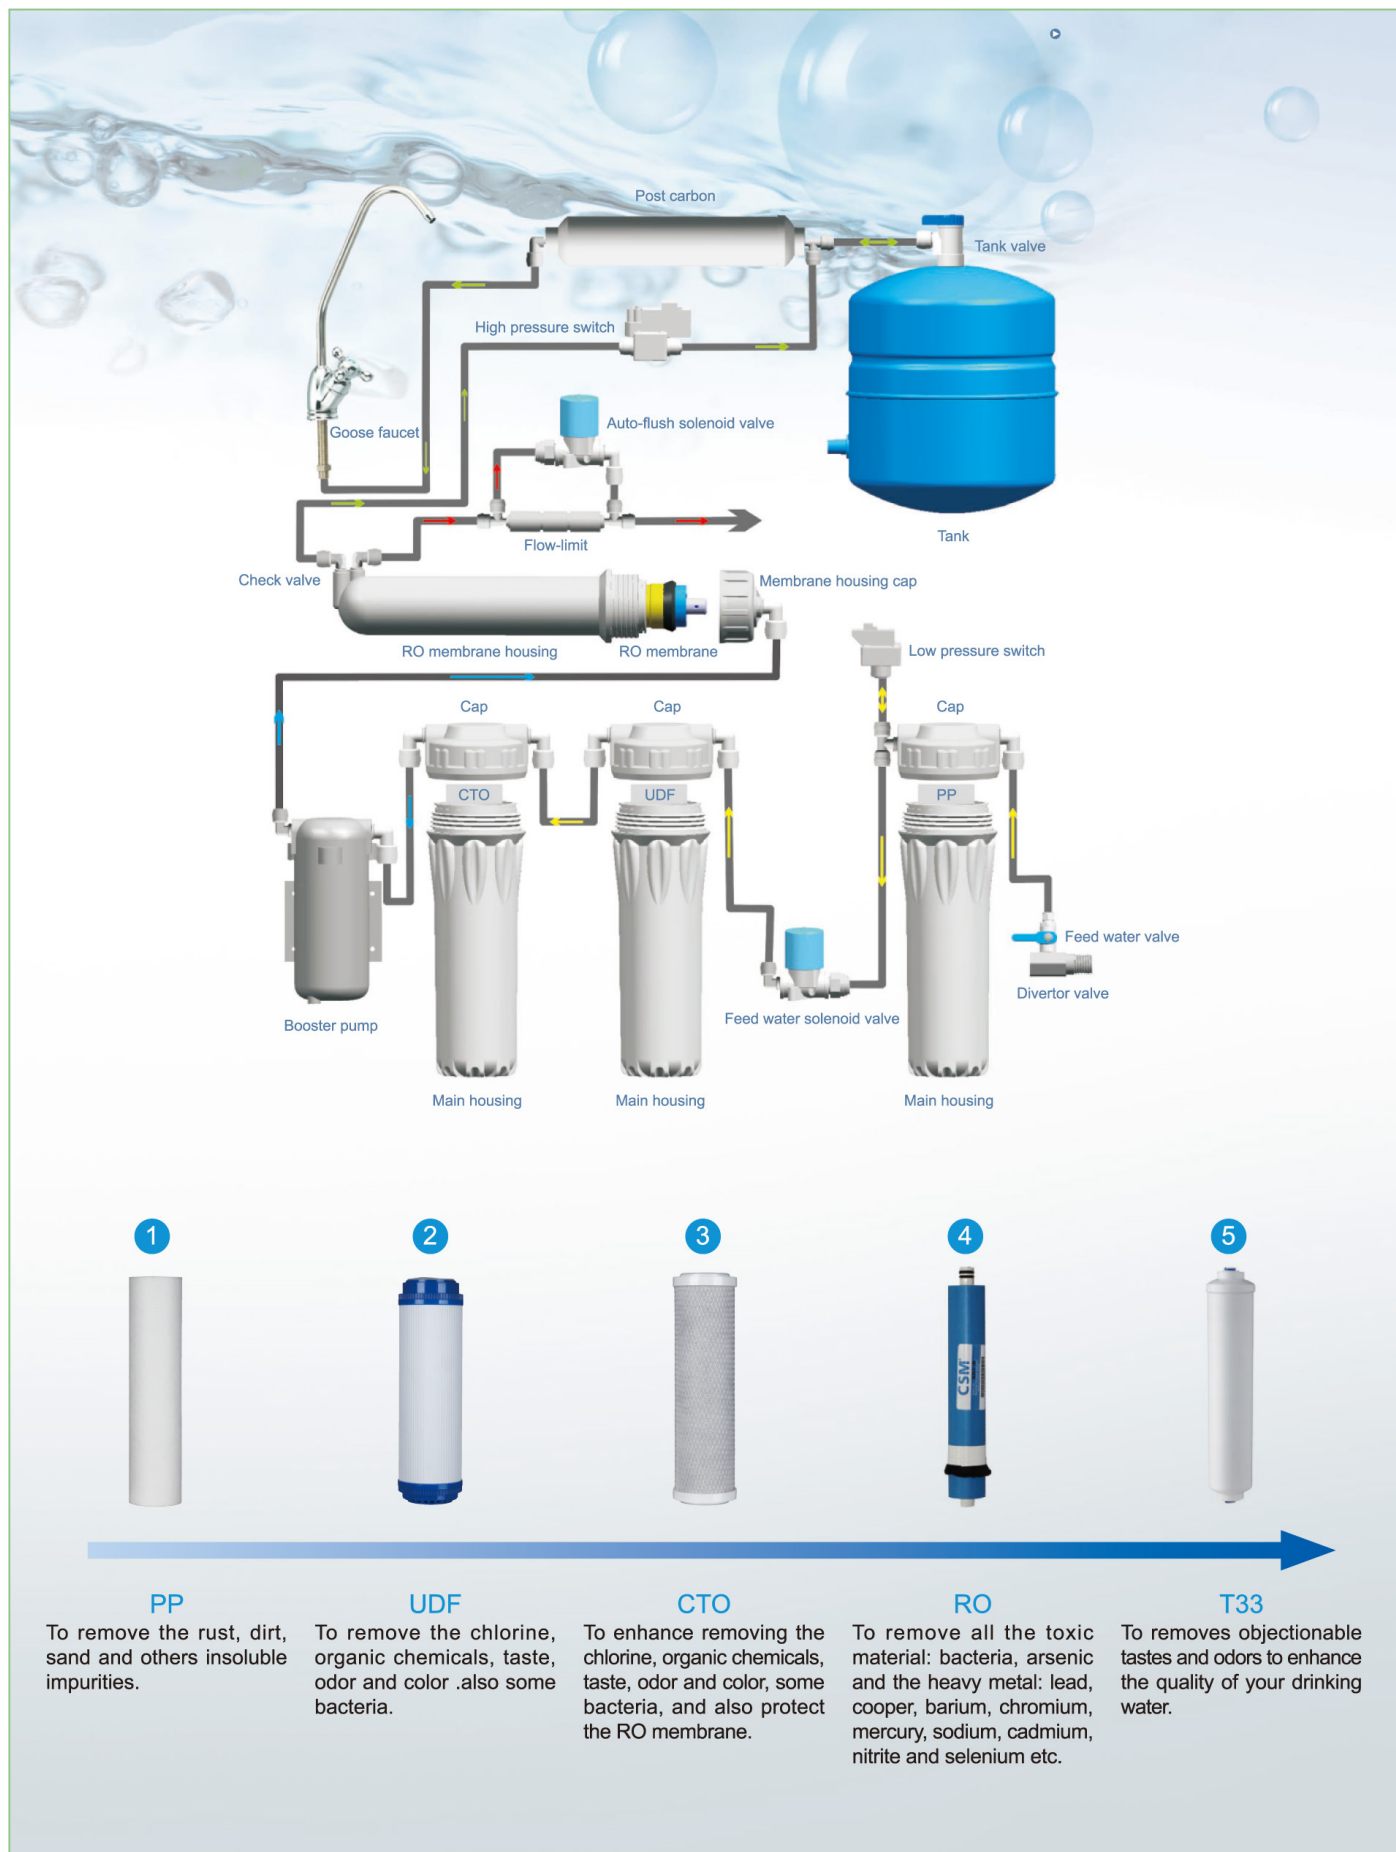 Post carbon
Tank valve
High pressure switch
Goose faucet
Auto-flush solenoid valve
Flow-limit
Tank
Check valve
Membrane housing cap
RO membrane housing
RO membrane
Low pressure switch
Cap
Cap
Cap
CTO
UDF
PP
Feed water valve
Divertor valve
Feed water solenoid valve
Booster pump
Main housing
Main housing
Main housing
1
2
3
4
5
CSM
PP
To remove the rust, dirt,
sand and others insoluble
impurities.
UDF
To remove the chlorine,
organic chemicals, taste,
odor and color .also some
bacteria.
CTO
To enhance removing the
chlorine, organic chemicals,
taste, odor and color, some
bacteria, and also protect
the RO membrane.
RO
To remove all the toxic
material: bacteria, arsenic
and the heavy metal: lead,
cooper, barium, chromium,
mercury, sodium, cadmium,
nitrite and selenium etc.
T33
To removes objectionable
tastes and odors to enhance
the quality of your drinking
water.